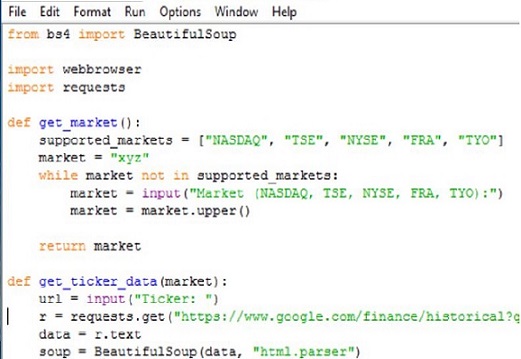 File Edit Format Run Options Window Help
from bs4 import BeautifulSoup
import webbrowser
import requests
def get_market():
supported_markets = ["NASDAQ", "TSE", "NYSE", "FRA", "TYO"]
market = "xyz"
while market not in supported_markets:
market = input("Market (NASDAQ, TSE, NYSE, FRA, TYO):")
market = market.upper()
return market
def get_ticker_data(market):
url = input("Ticker: ")
r = requests.get("https://www.google.com/finance/historical?q
data = r.text
soup = BeautifulSoup(data, "html.parser")